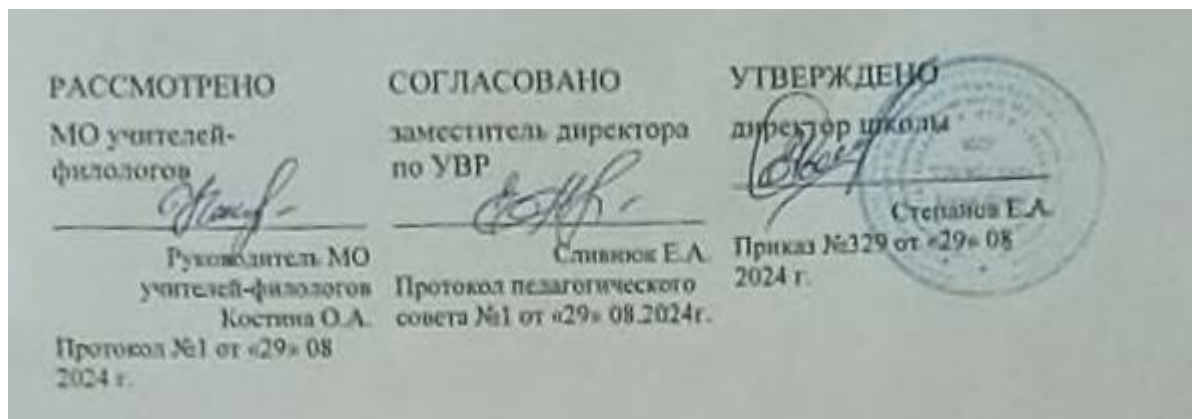 РАССМОТРЕНО
МО учителей-
филологов
Руководитель МО
учителей-филологов
Костина О.А.
Протокол №1 от «29» 08
2024 г.
СОГЛАСОВАНО
заместитель директора
по УВР
Сливнюк Е.А.
Протокол педагогического
совета №1 от «29» 08.2024г.
УТВЕРЖДЕНО
директор школы
Степанов Е.А.
Приказ №329 от «29» 08
2024 г.